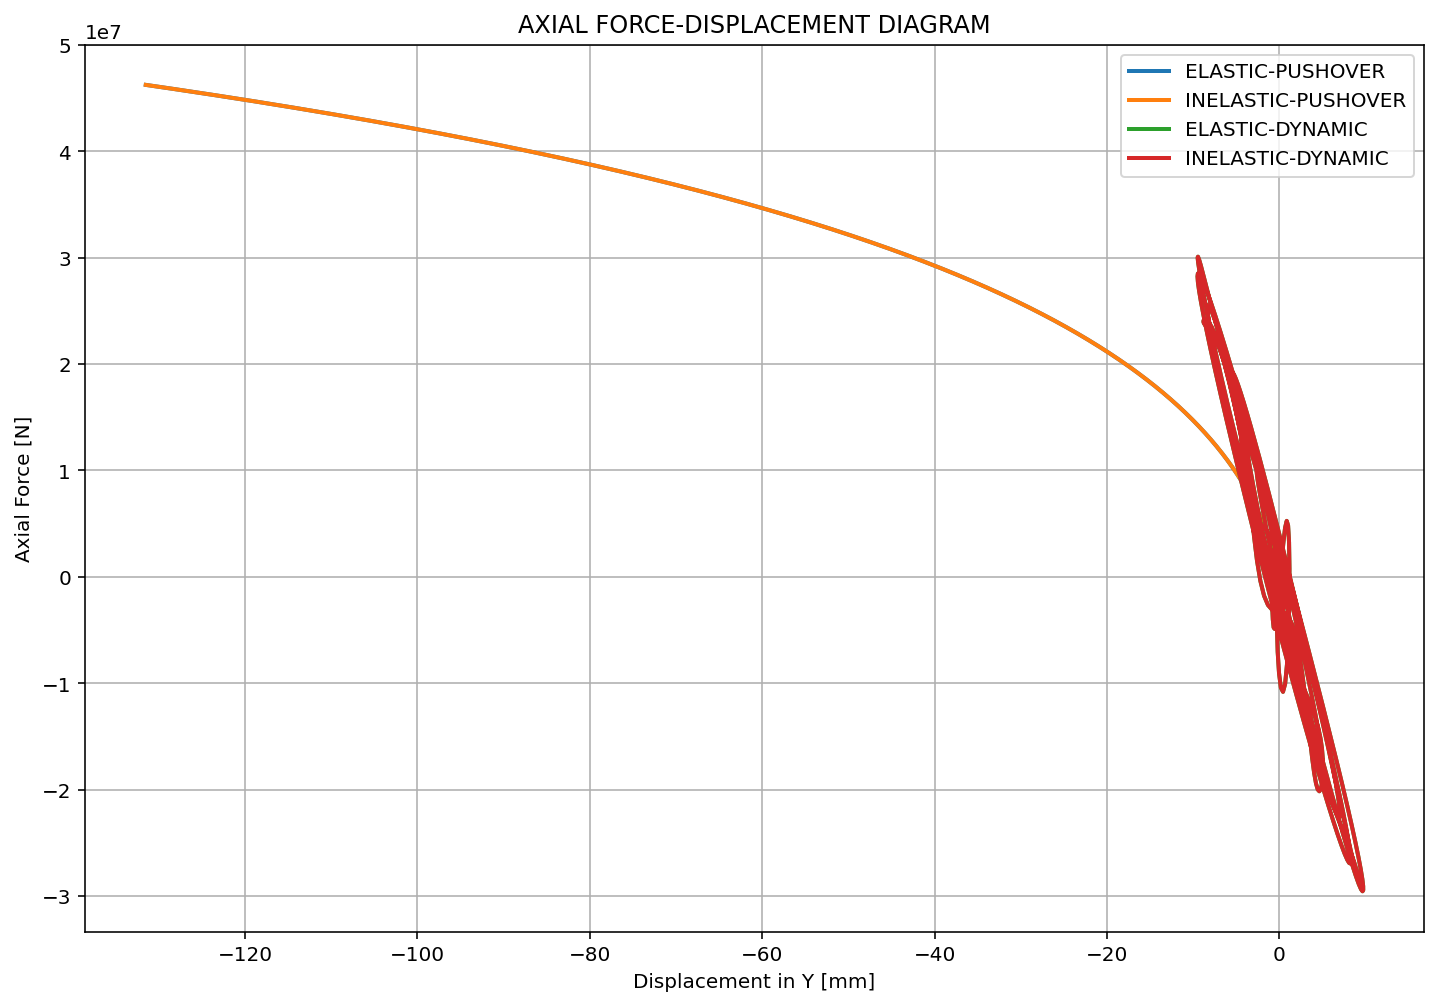 AXIAL FORCE-DISPLACEMENT DIAGRAM
1e7
5
4
3
2
1
0
−1
−2
−3
Axial Force [N]
ELASTIC-PUSHOVER
INELASTIC-PUSHOVER
ELASTIC-DYNAMIC
INELASTIC-DYNAMIC
−120 −100 −80 −60 −40 −20 0
Displacement in Y [mm]